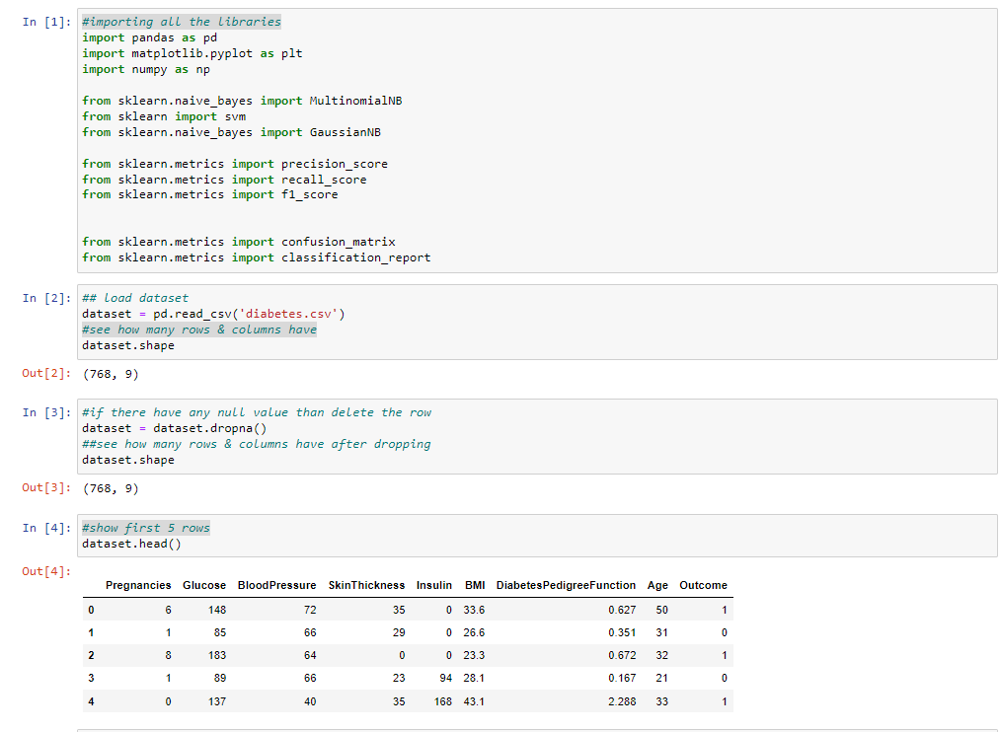 In [1]: #importing all the libraries
import pandas as pd
import matplotlib.pyplot as plt
import numpy as np
from sklearn.naive_bayes import MultinomialNB
from sklearn import svm
from sklearn.naive_bayes import GaussianNB
from sklearn.metrics import precision_score
from sklearn.metrics import recall_score
from sklearn.metrics import f1_score
from sklearn.metrics import confusion_matrix
from sklearn.metrics import classification_report
In [2]: ## load dataset
dataset = pd.read_csv('diabetes.csv')
#see how many rows & columns have
dataset.shape
Out[2]: (768, 9)
In [3]: #if there have any null value than delete the row
dataset = dataset.dropna()
##see how many rows & columns have after dropping
dataset.shape
Out[3]: (768, 9)
In [4]: #show first 5 rows
dataset.head()
Out[4]:
Pregnancies Glucose BloodPressure SkinThickness Insulin BMI DiabetesPedigreeFunction Age Outcome
0 6 148 72 35 0 33.6 0.627 50 1
1 1 85 66 29 0 26.6 0.351 31 0
2 8 183 64 0 0 23.3 0.672 32 1
3 1 89 66 23 94 28.1 0.167 21 0
4 0 137 40 35 168 43.1 2.288 33 1